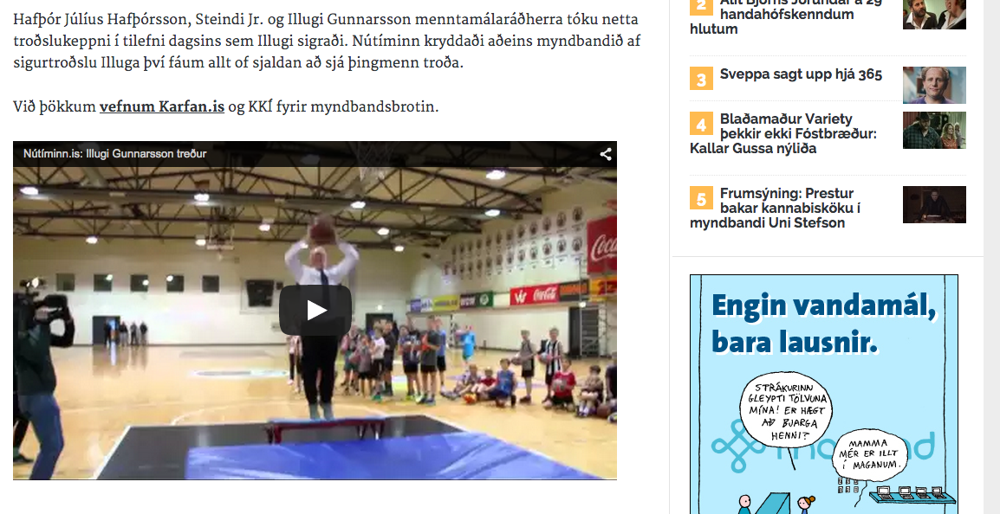 Hafþór Júlíus Hafþórsson, Steindi Jr. og Illugi Gunnarsson menntamálaráðherra tóku netta
troðslukeppni í tilefni dagsins sem Illugi sigraði. Nútíminn kryddaði aðeins myndbandið af
sigurtroðslu Illuga því fáum allt of sjaldan að sjá þingmenn troða.
Við þökkum vefnum Karfan.is og KKÍ fyrir myndbandsbrotin.
Nútíminn.is: Illugi Gunnarsson treður
Coca
Coca-Cola
2
handahófskenndum
hlutum
3 Sveppa sagt upp hjá 365
4 Blaðamaður Variety
þekkir ekki Fóstbræður:
Kallar Gussa nýliða
5 Frumsýning: Prestur
bakar kannabisköku í
myndbandi Uni Stefson
Engin vandamál,
bara lausnir.
STRÁKURINN
GLEYPTI TÖLVUNA
MÍNA! ER HÆGT
AÐ BJARGA
HENNI?
MAMMA
MÉR ER ILLT
Í MAGANUM.